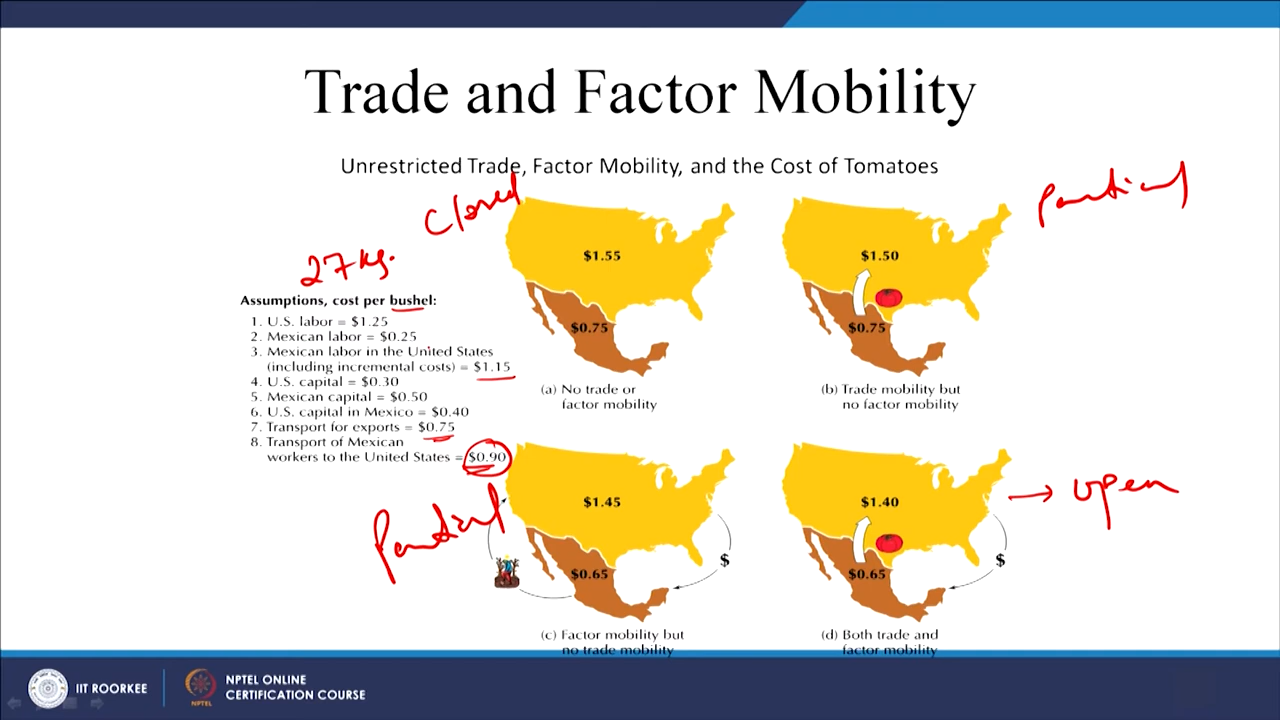 Trade and Factor Mobility
Unrestricted Trade, Factor Mobility, and the Cost of Tomatoes
Closed
Partial
27 kg.
Assumptions, cost per bushel:
1. U.S. labor = $1.25
2. Mexican labor = $0.25
3. Mexican labor in the United States
(including incremental costs) = $1.15
4. U.S. capital = $0.30
5. Mexican capital = $0.50
6. U.S. capital in Mexico = $0.40
7. Transport for exports = $0.75
8. Transport of Mexican
workers to the United States = $0.90
$1.55
$0.75
(a) No trade or
factor mobility
$1.50
$0.75
(b) Trade mobility but
no factor mobility
Partial
$1.45
$0.65
$
(c) Factor mobility but
no trade mobility
$1.40
$0.65
$
(d) Both trade and
factor mobility
→ open
IIT ROORKEE
NPTEL
NPTEL ONLINE
CERTIFICATION COURSE